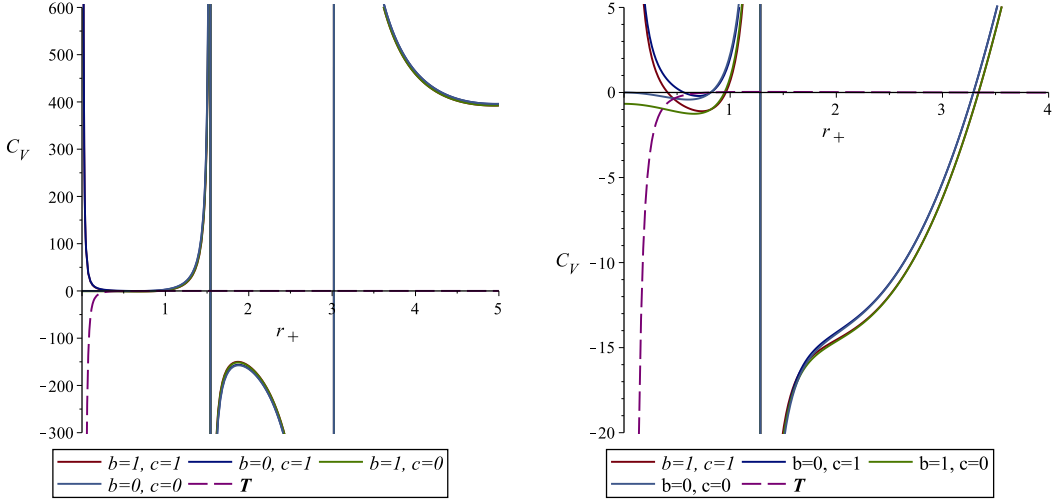 600
500
400
C_V
300
200
100
0
1
2
3
4
5
r_+
-100
-200
-300
b=1, c=1
b=0, c=1
b=1, c=0
b=0, c=0
T
5
0
1
2
3
4
r_+
-5
C_V
-10
-15
-20
b=1, c=1
b=0, c=1
b=1, c=0
b=0, c=0
T